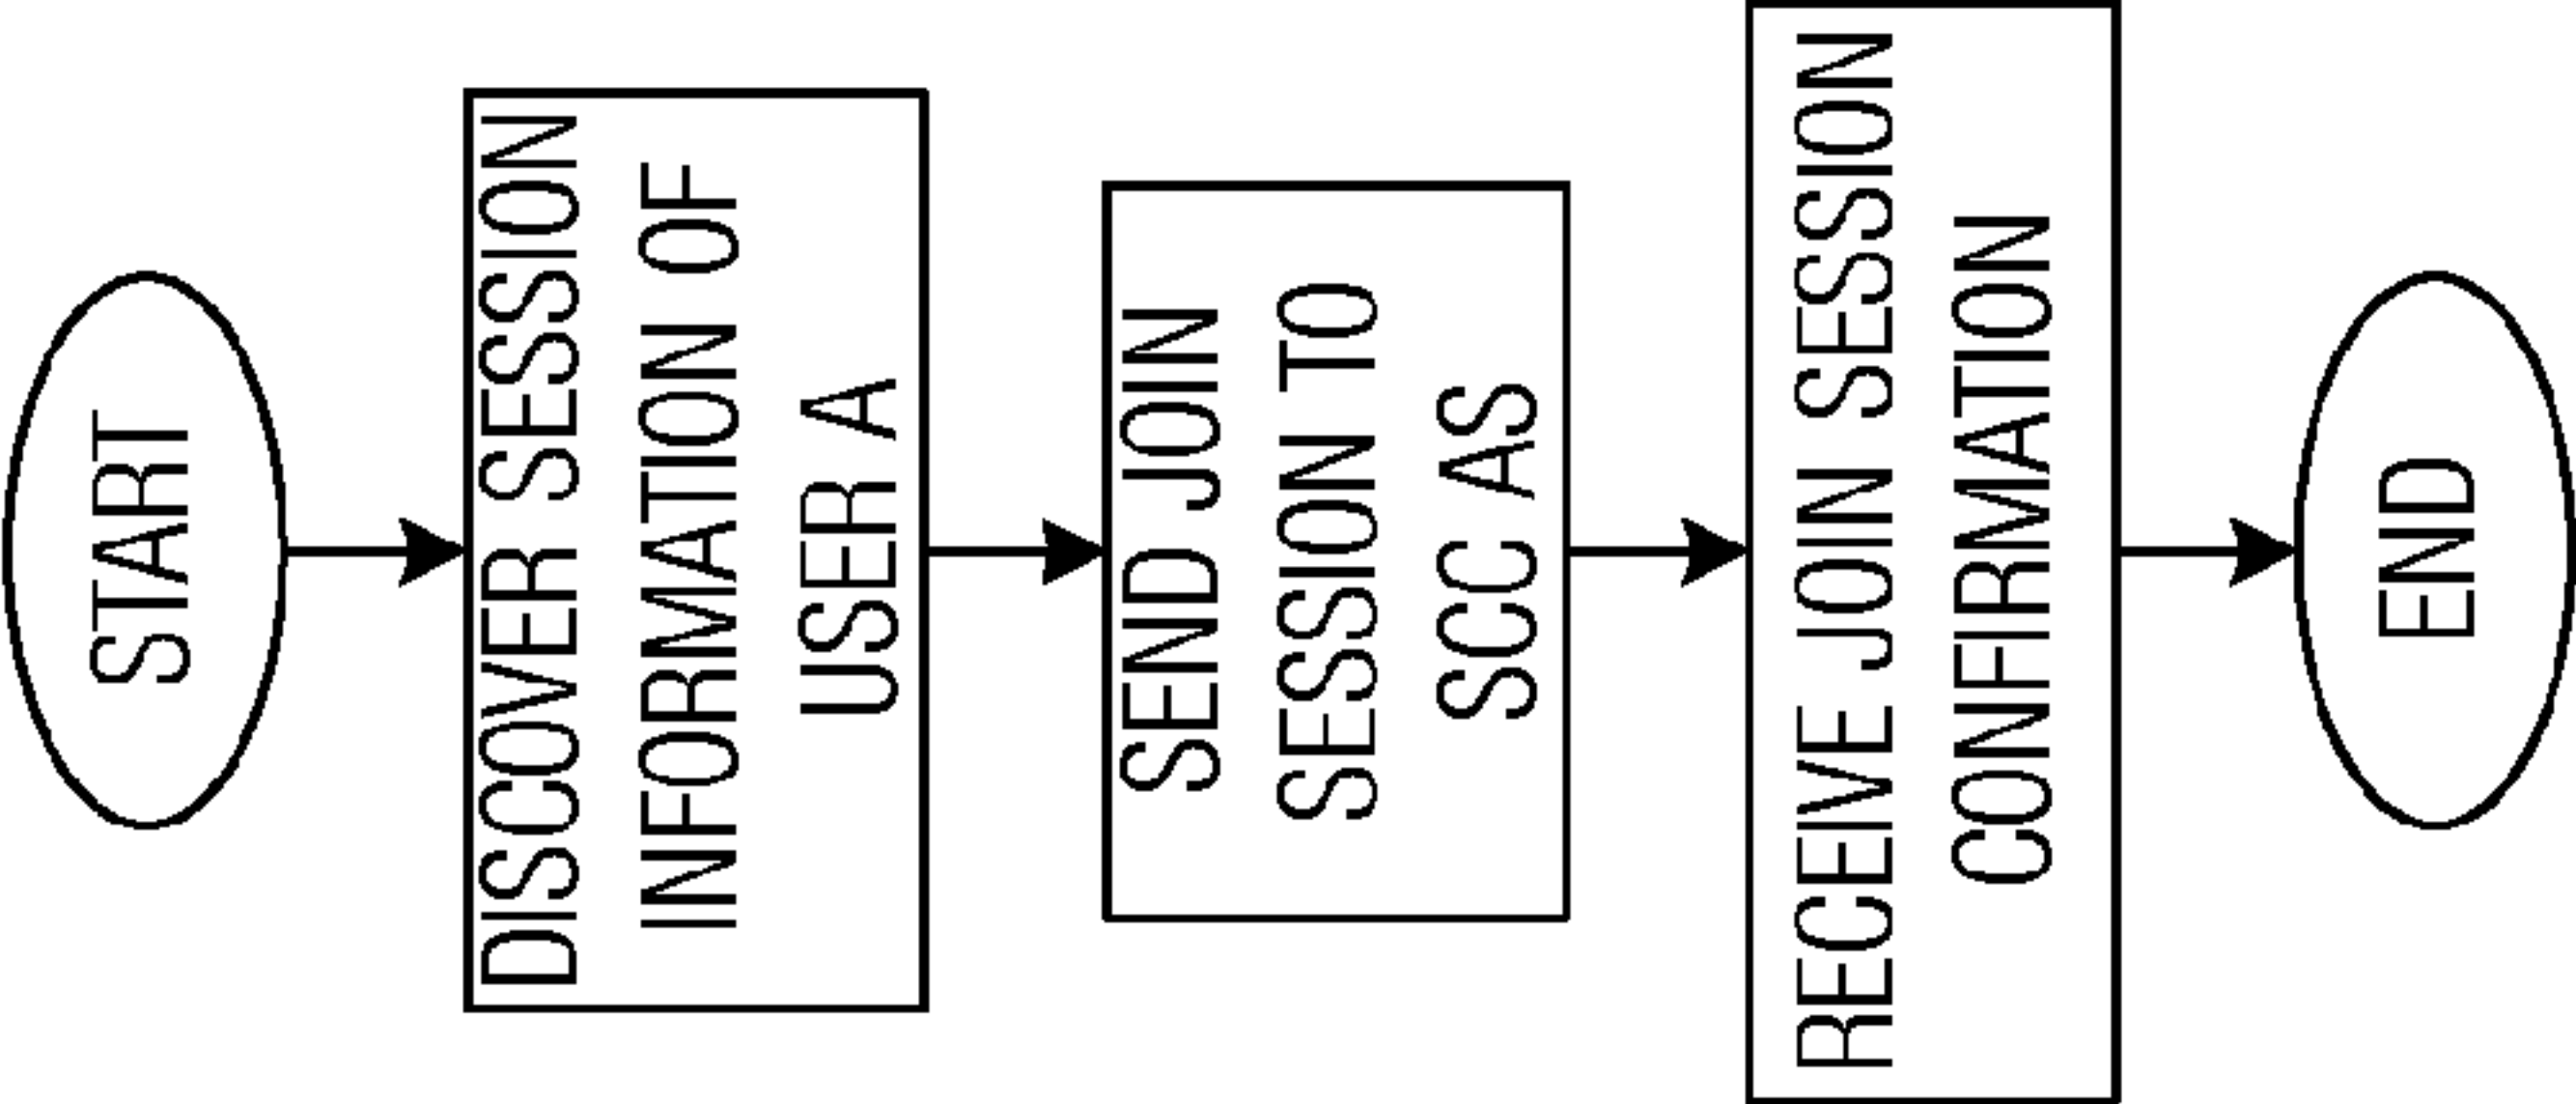 START
DISCOVER SESSION
INFORMATION OF
USER A
SEND JOIN
SESSION TO
SCC AS
RECEIVE JOIN SESSION
CONFIRMATION
END